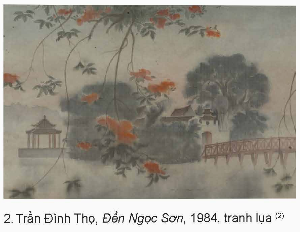 2. Trần Đình Thọ, Đền Ngọc Sơn, 1984, tranh lụa (2)